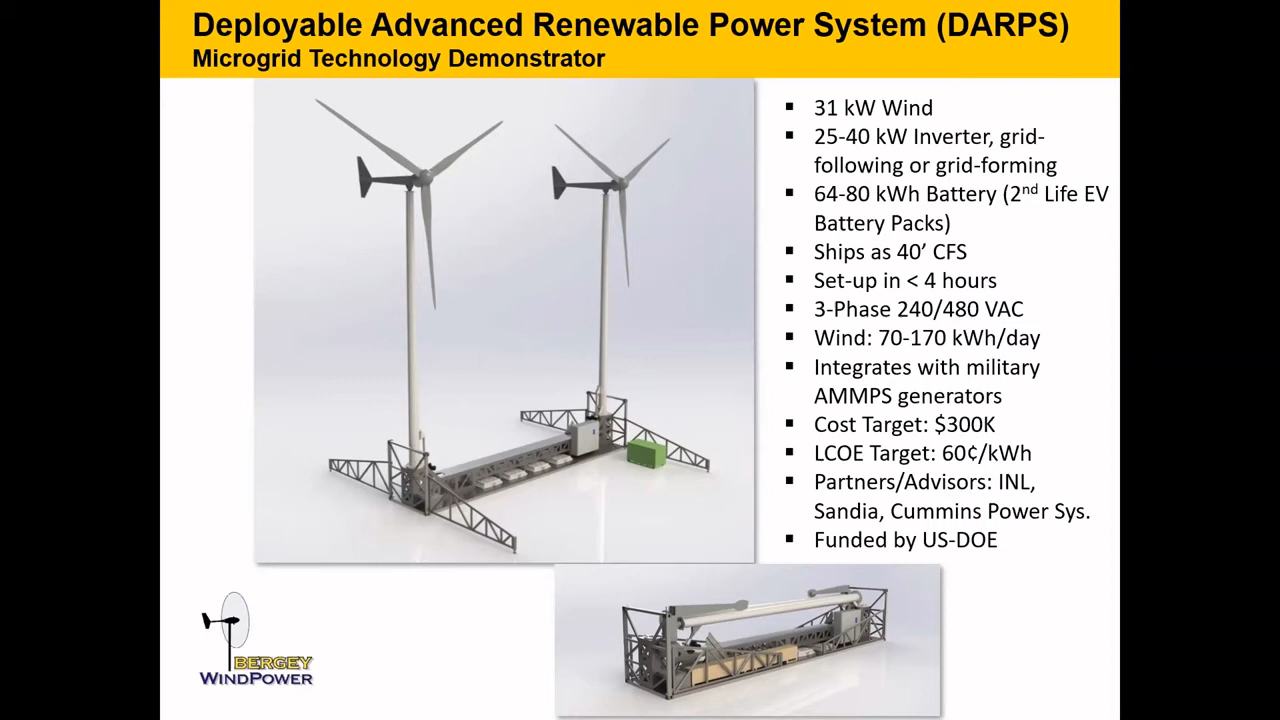 Deployable Advanced Renewable Power System (DARPS)
Microgrid Technology Demonstrator
▪ 31 kW Wind
▪ 25-40 kW Inverter, grid-
following or grid-forming
▪ 64-80 kWh Battery (2nd Life EV
Battery Packs)
▪ Ships as 40’ CFS
▪ Set-up in < 4 hours
▪ 3-Phase 240/480 VAC
▪ Wind: 70-170 kWh/day
▪ Integrates with military
AMMPS generators
▪ Cost Target: $300K
▪ LCOE Target: 60¢/kWh
▪ Partners/Advisors: INL,
Sandia, Cummins Power Sys.
▪ Funded by US-DOE
BERGEY
WINDPOWER